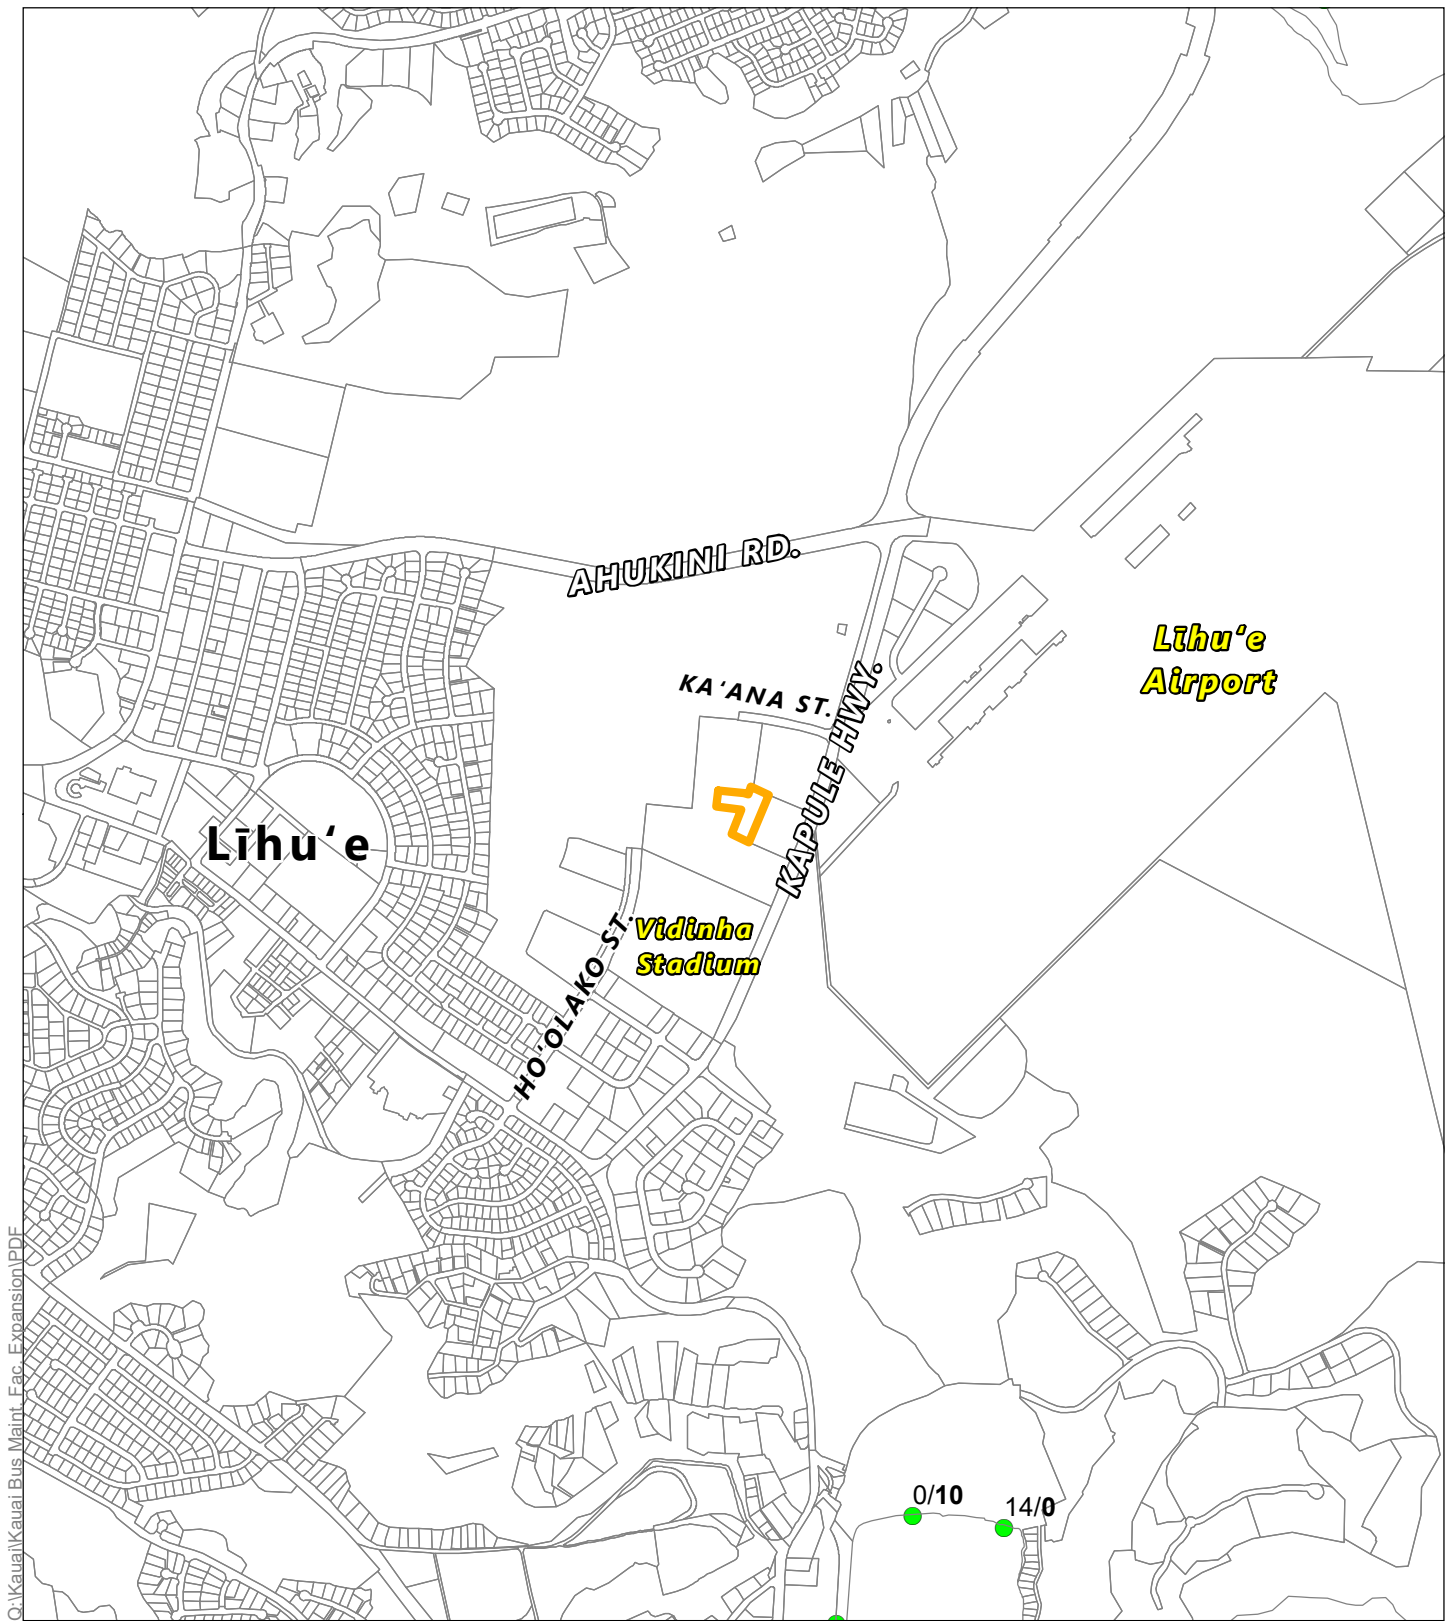 AHUKINI RD.
Līhuʻe
Airport
KAʻANA ST.
KAPULE HWY.
Līhuʻe
HOʻOLAKO ST.
Vidinha
Stadium
0/10
14/0
Q:\Kauai\Kauai Bus Maint. Fac. Expansion\PDF